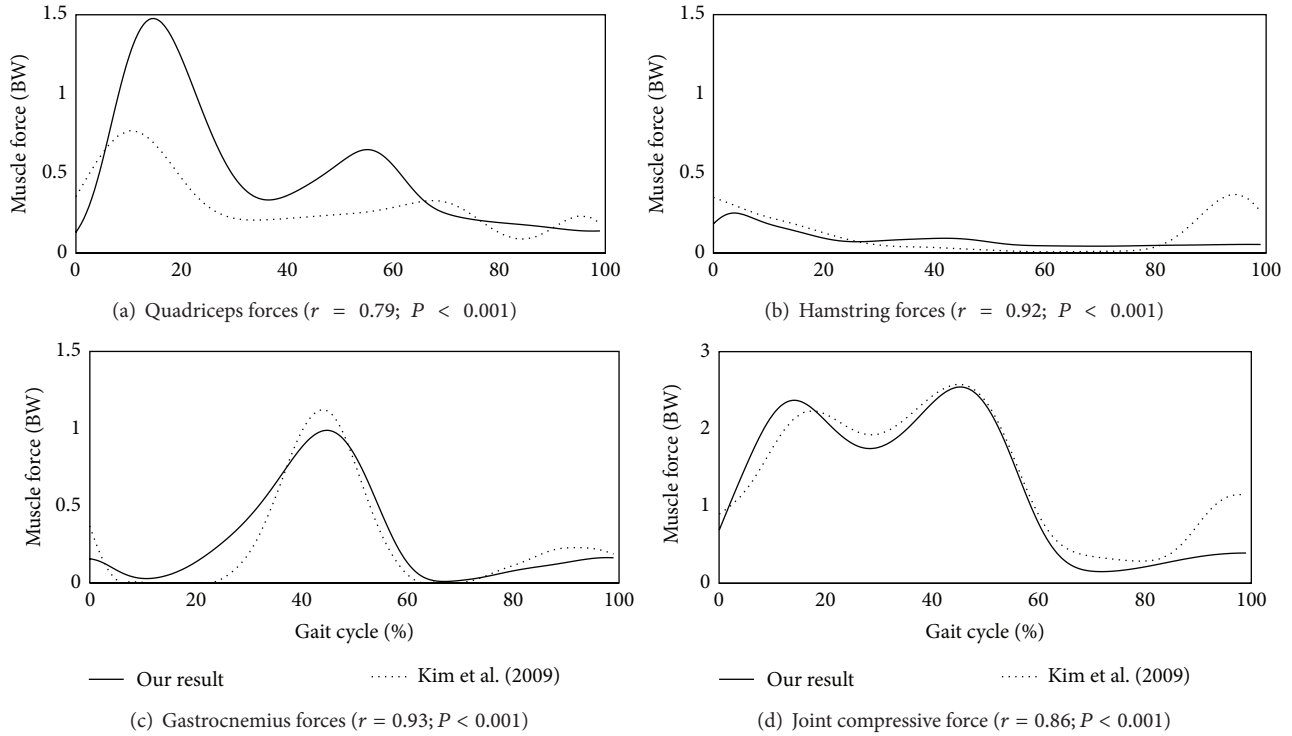 1.5
1
0.5
0
Muscle force (BW)
0 20 40 60 80 100
(a) Quadriceps forces (r = 0.79; P < 0.001)
1.5
1
0.5
0
Muscle force (BW)
0 20 40 60 80 100
(b) Hamstring forces (r = 0.92; P < 0.001)
1.5
1
0.5
0
Muscle force (BW)
0 20 40 60 80 100
Gait cycle (%)
Our result Kim et al. (2009)
(c) Gastrocnemius forces (r = 0.93; P < 0.001)
3
2
1
0
Muscle force (BW)
0 20 40 60 80 100
Gait cycle (%)
Our result Kim et al. (2009)
(d) Joint compressive force (r = 0.86; P < 0.001)